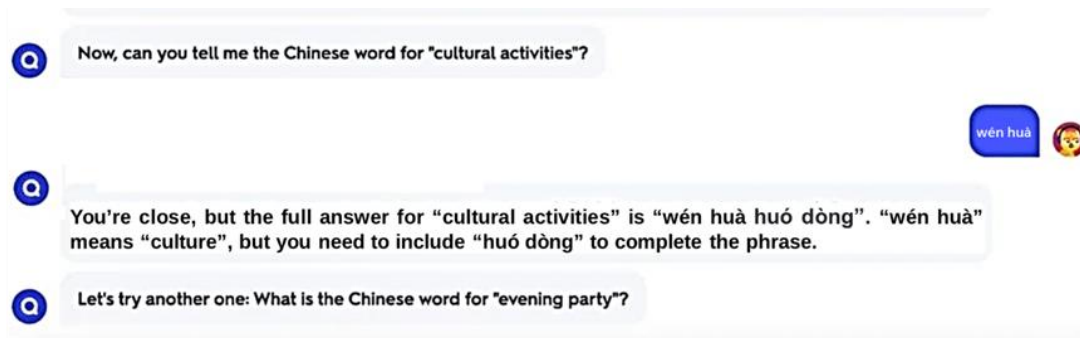 Now, can you tell me the Chinese word for "cultural activities"?
wén huà
You're close, but the full answer for “cultural activities” is “wén huà huó dòng”. “wén huà”
means “culture”, but you need to include “huó dòng” to complete the phrase.
Let's try another one: What is the Chinese word for "evening party"?